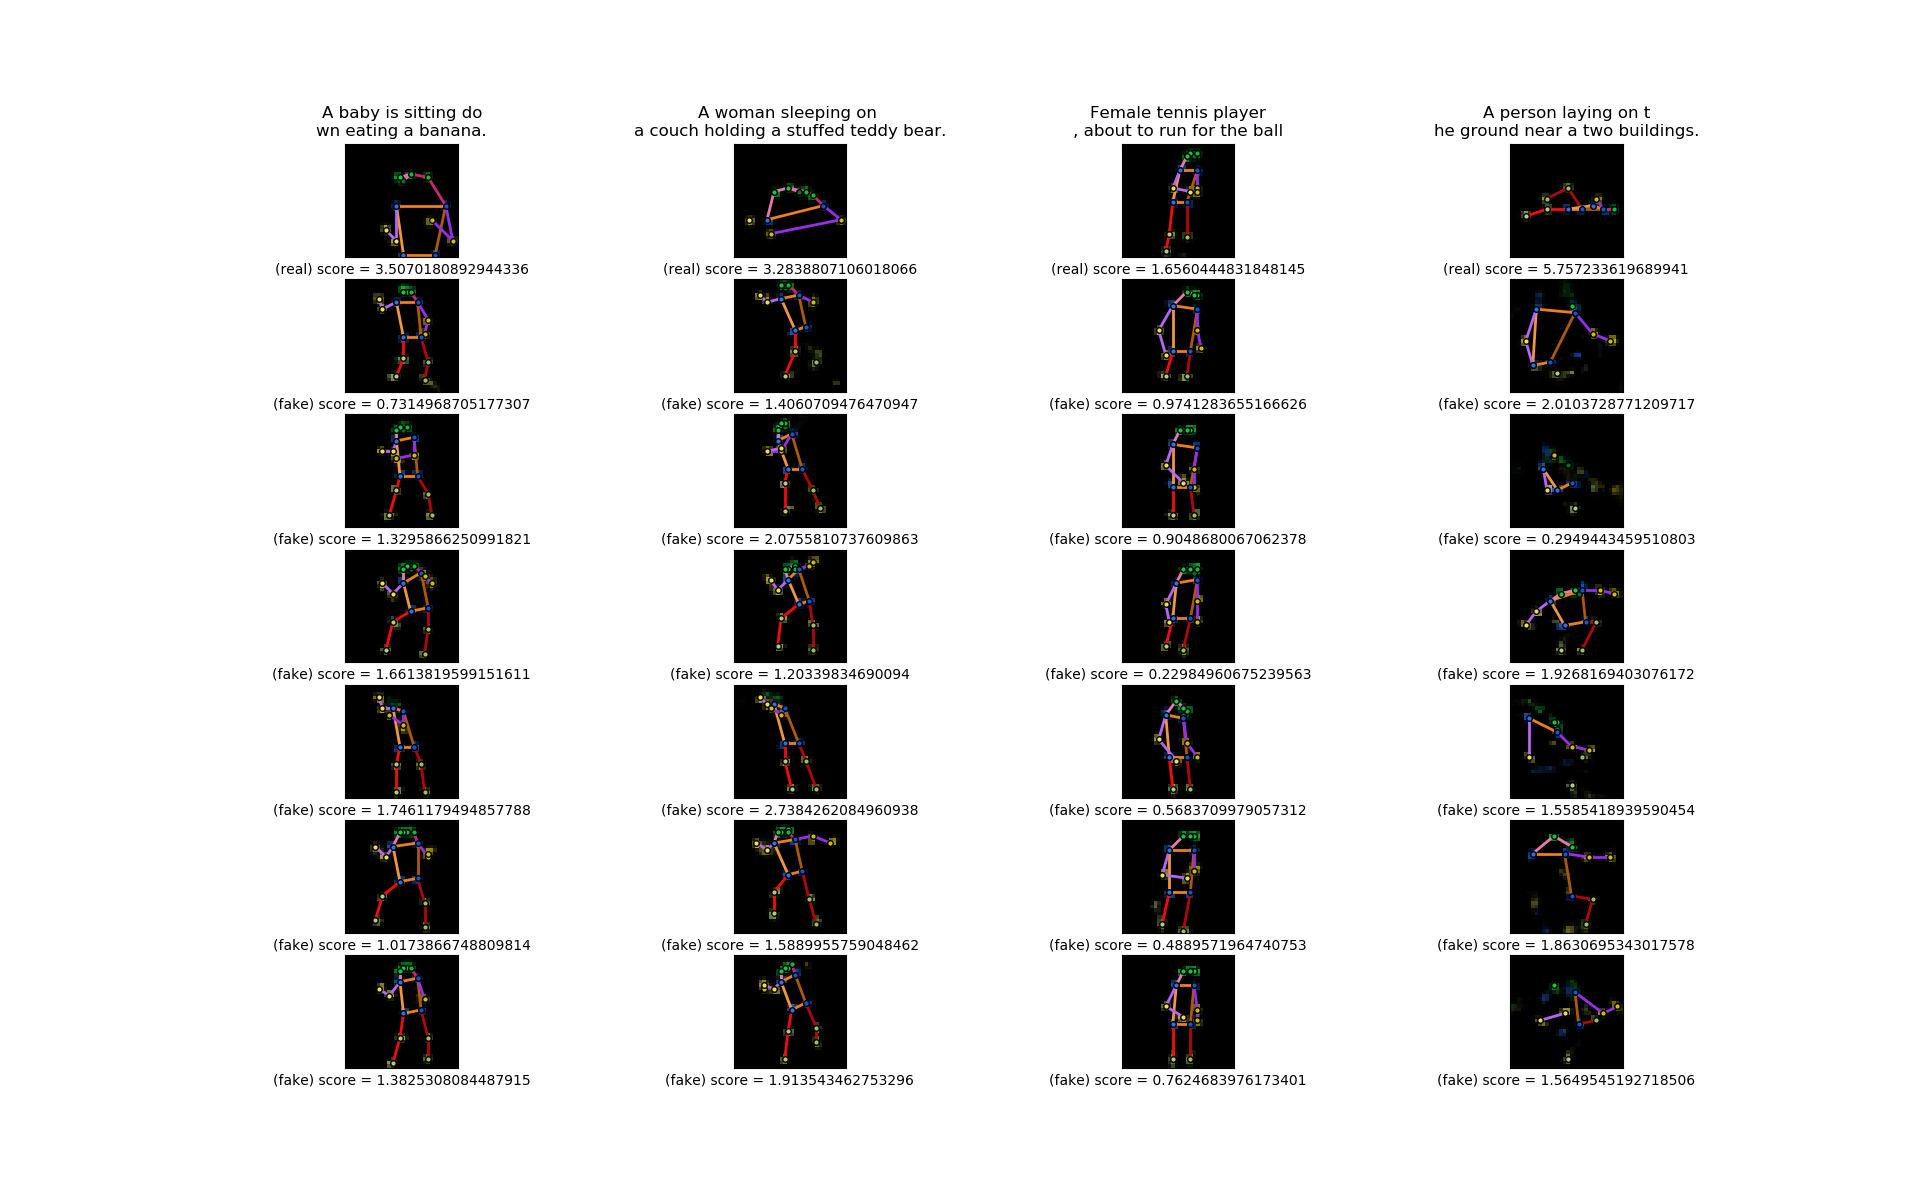 A baby is sitting do
wn eating a banana.
A woman sleeping on
a couch holding a stuffed teddy bear.
Female tennis player
, about to run for the ball
A person laying on t
he ground near a two buildings.
(real) score = 3.5070180892944336
(real) score = 3.2838807106018066
(real) score = 1.6560444831848145
(real) score = 5.757233619689941
(fake) score = 0.7314968705177307
(fake) score = 1.4060709476470947
(fake) score = 0.9741283655166626
(fake) score = 2.0103728771209717
(fake) score = 1.3295866250991821
(fake) score = 2.0755810737609863
(fake) score = 0.9048680067062378
(fake) score = 0.2949443459510803
(fake) score = 1.6613819599151611
(fake) score = 1.20339834690094
(fake) score = 0.22984960675239563
(fake) score = 1.9268169403076172
(fake) score = 1.7461179494857788
(fake) score = 2.7384262084960938
(fake) score = 0.5683709979057312
(fake) score = 1.5585418939590454
(fake) score = 1.0173866748809814
(fake) score = 1.5889955759048462
(fake) score = 0.4889571964740753
(fake) score = 1.8630695343017578
(fake) score = 1.3825308084487915
(fake) score = 1.913543462753296
(fake) score = 0.7624683976173401
(fake) score = 1.5649545192718506